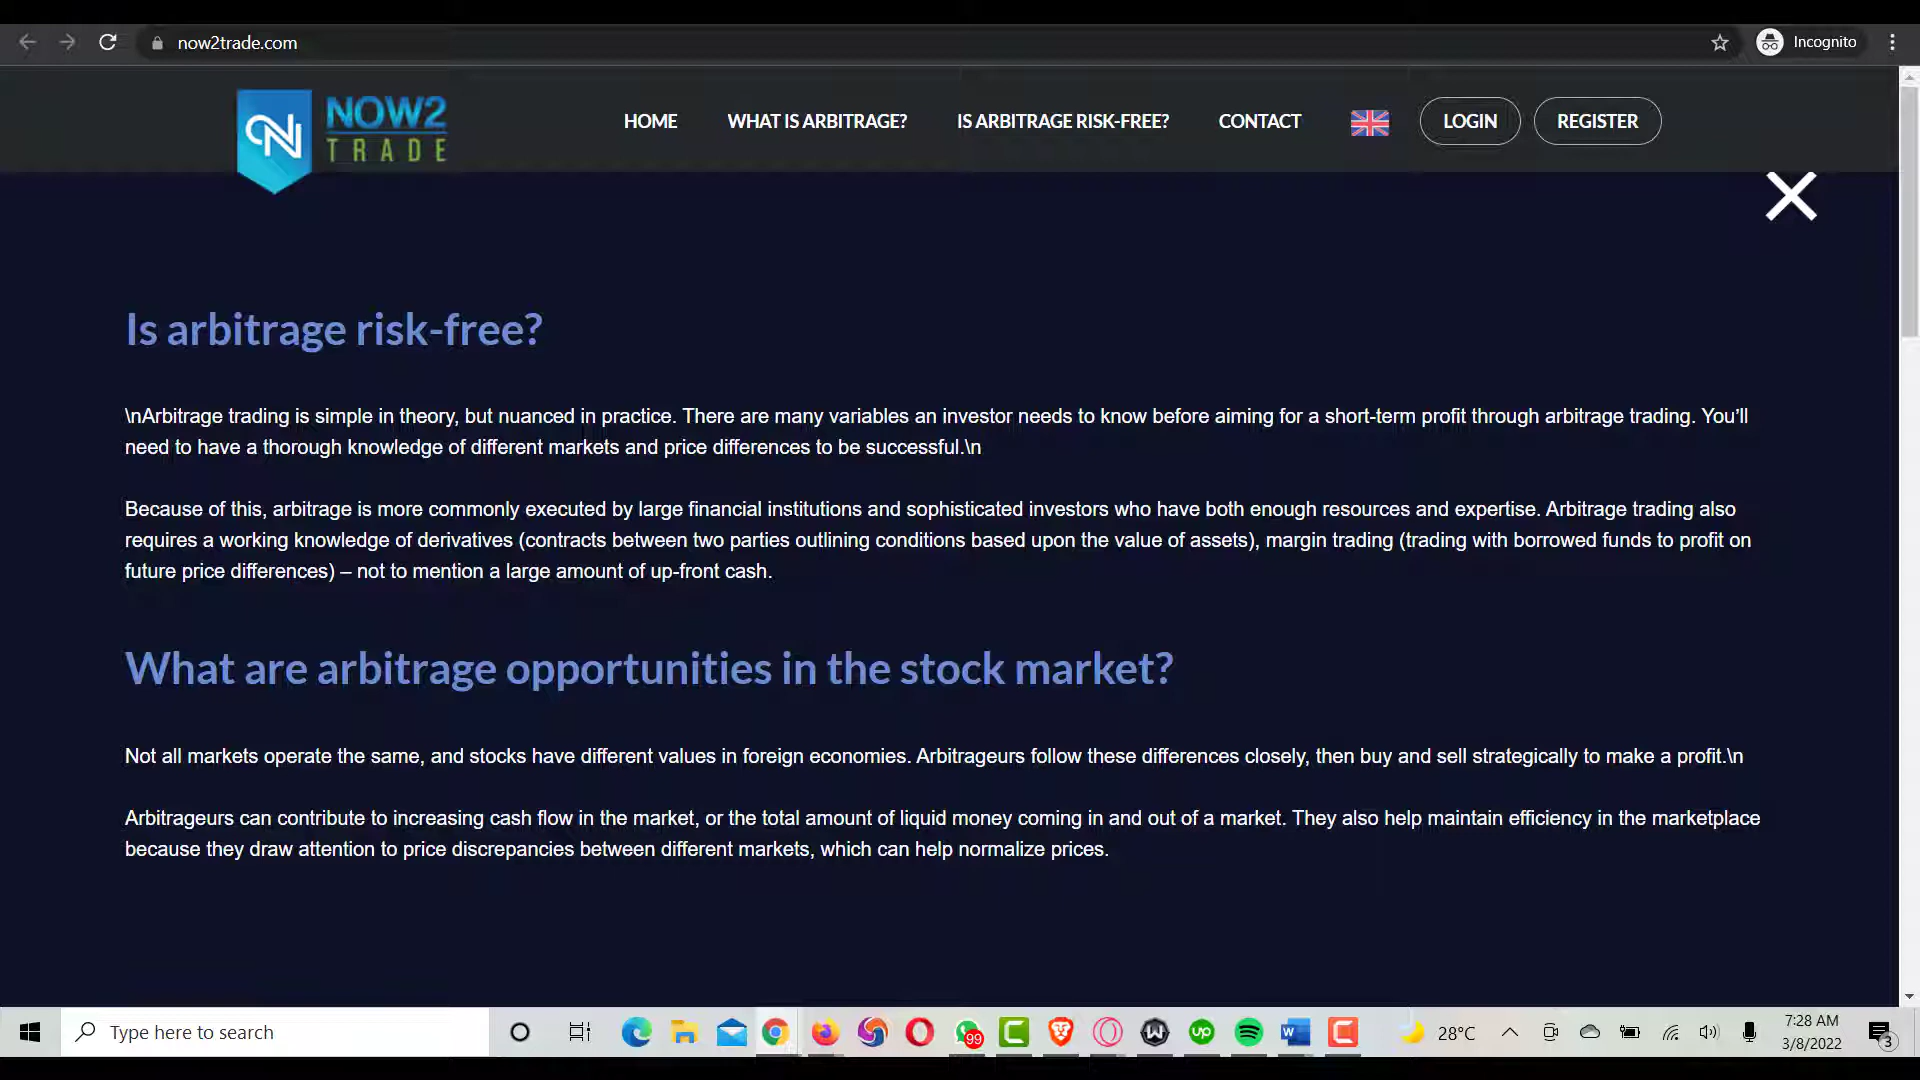 now2trade.com
Incognito
NOW2
TRADE
HOME
WHAT IS ARBITRAGE?
IS ARBITRAGE RISK-FREE?
CONTACT
LOGIN
REGISTER
Is arbitrage risk-free?
\nArbitrage trading is simple in theory, but nuanced in practice. There are many variables an investor needs to know before aiming for a short-term profit through arbitrage trading. You’ll
need to have a thorough knowledge of different markets and price differences to be successful.\n
Because of this, arbitrage is more commonly executed by large financial institutions and sophisticated investors who have both enough resources and expertise. Arbitrage trading also
requires a working knowledge of derivatives (contracts between two parties outlining conditions based upon the value of assets), margin trading (trading with borrowed funds to profit on
future price differences) – not to mention a large amount of up-front cash.
What are arbitrage opportunities in the stock market?
Not all markets operate the same, and stocks have different values in foreign economies. Arbitrageurs follow these differences closely, then buy and sell strategically to make a profit.\n
Arbitrageurs can contribute to increasing cash flow in the market, or the total amount of liquid money coming in and out of a market. They also help maintain efficiency in the marketplace
because they draw attention to price discrepancies between different markets, which can help normalize prices.
Type here to search
99
up
W
28°C
7:28 AM
3/8/2022
3